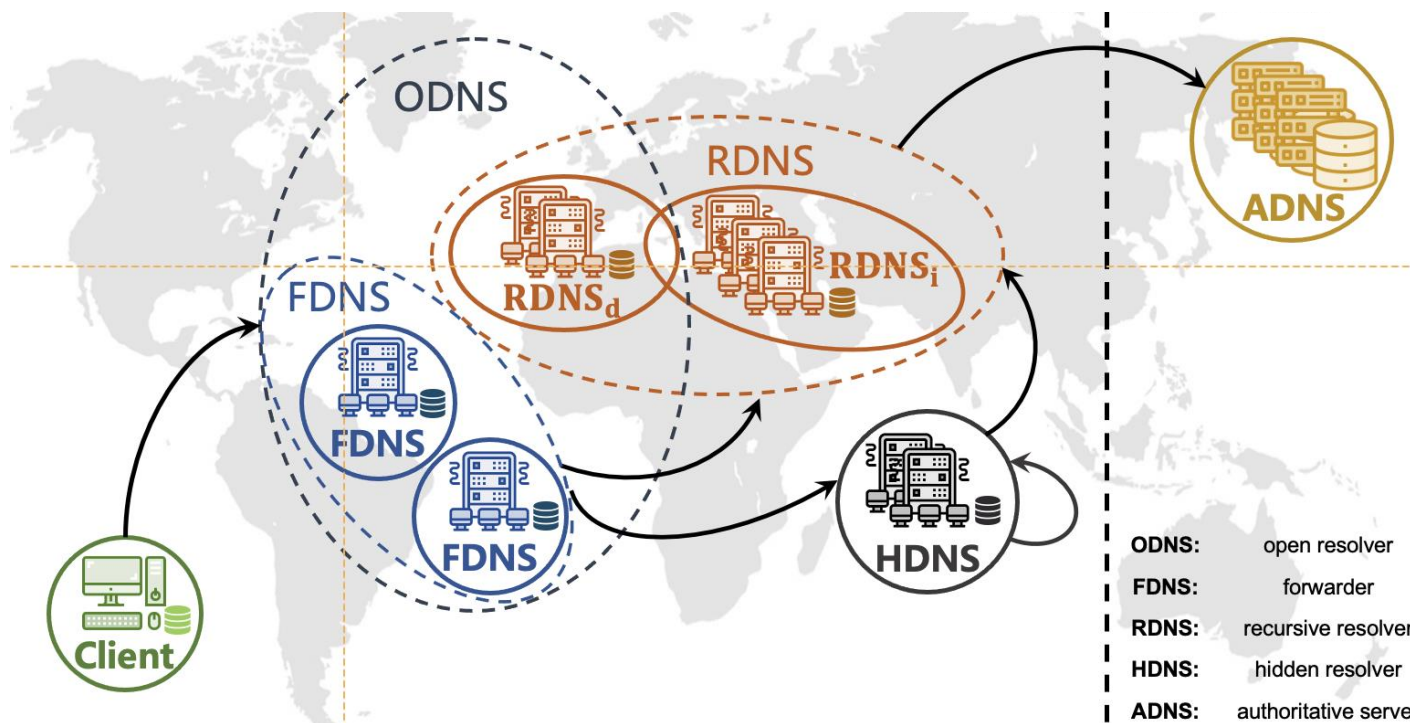 ODNS
RDNS
ADNS
RDNSd
RDNSi
FDNS
FDNS
FDNS
HDNS
Client
ODNS: open resolver
FDNS: forwarder
RDNS: recursive resolver
HDNS: hidden resolver
ADNS: authoritative serve